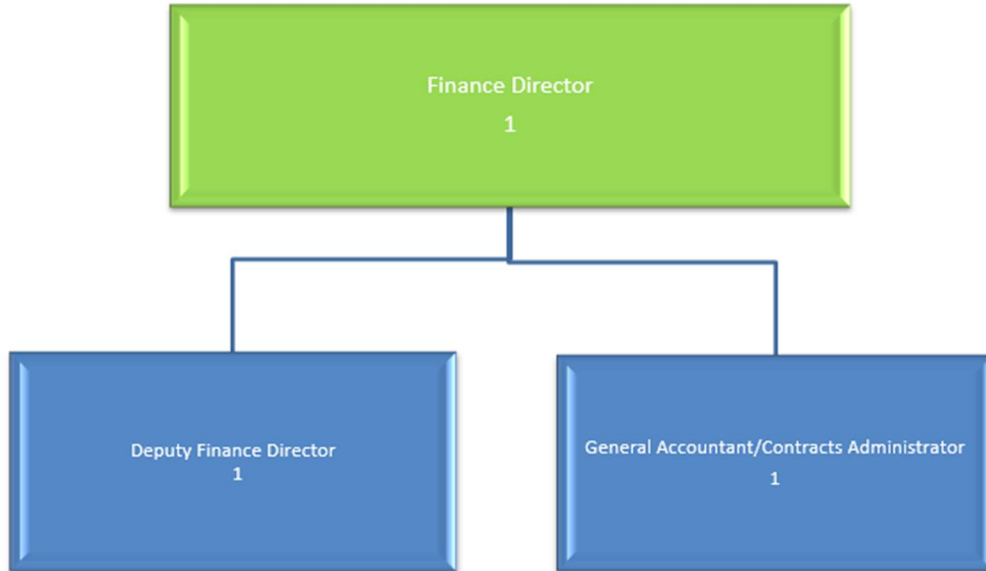 Finance Director
1
Deputy Finance Director
1
General Accountant/Contracts Administrator
1